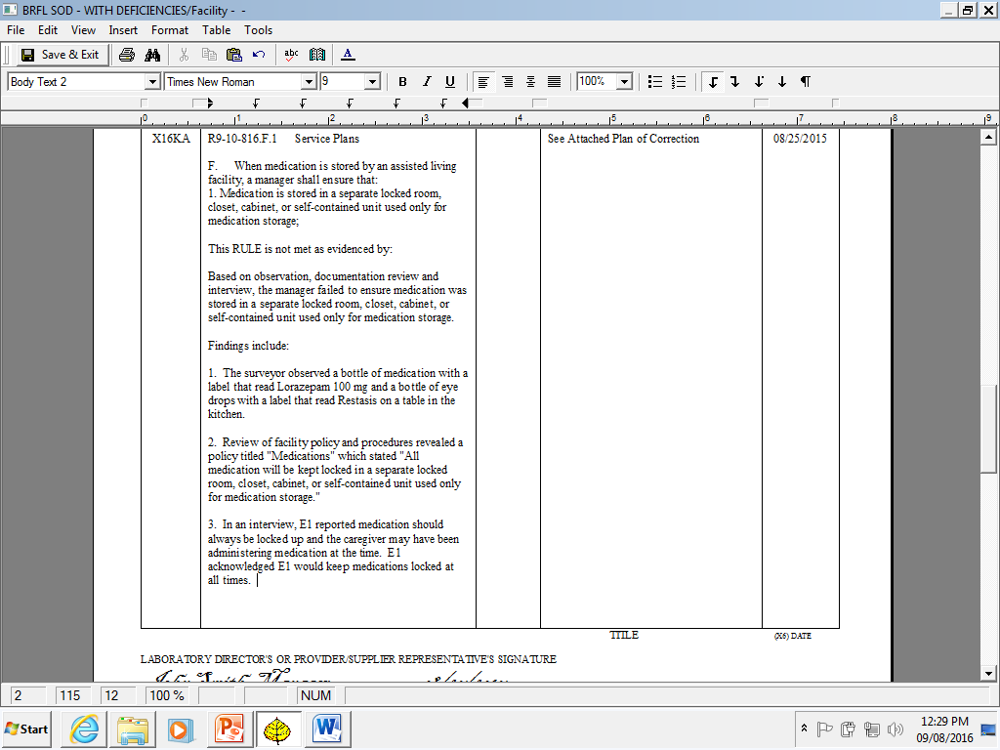 BRFL SOD - WITH DEFICIENCIES/Facility - -
File Edit View Insert Format Table Tools
Save & Exit abc A
Body Text 2 Times New Roman 9 B I U 100% ¶
0 1 2 3 4 5 6 7 8 9
X16KA R9-10-816.F.1 Service Plans See Attached Plan of Correction 08/25/2015
F. When medication is stored by an assisted living
facility, a manager shall ensure that:
1. Medication is stored in a separate locked room,
closet, cabinet, or self-contained unit used only for
medication storage;
This RULE is not met as evidenced by:
Based on observation, documentation review and
interview, the manager failed to ensure medication was
stored in a separate locked room, closet, cabinet, or
self-contained unit used only for medication storage.
Findings include:
1. The surveyor observed a bottle of medication with a
label that read Lorazepam 100 mg and a bottle of eye
drops with a label that read Restasis on a table in the
kitchen.
2. Review of facility policy and procedures revealed a
policy titled "Medications" which stated "All
medication will be kept locked in a separate locked
room, closet, cabinet, or self-contained unit used only
for medication storage."
3. In an interview, E1 reported medication should
always be locked up and the caregiver may have been
administering medication at the time. E1
acknowledged E1 would keep medications locked at
all times.
TITLE (X6) DATE
LABORATORY DIRECTOR'S OR PROVIDER/SUPPLIER REPRESENTATIVE'S SIGNATURE
John Smith Manager
2 115 12 100 % NUM
Start 12:29 PM
09/08/2016